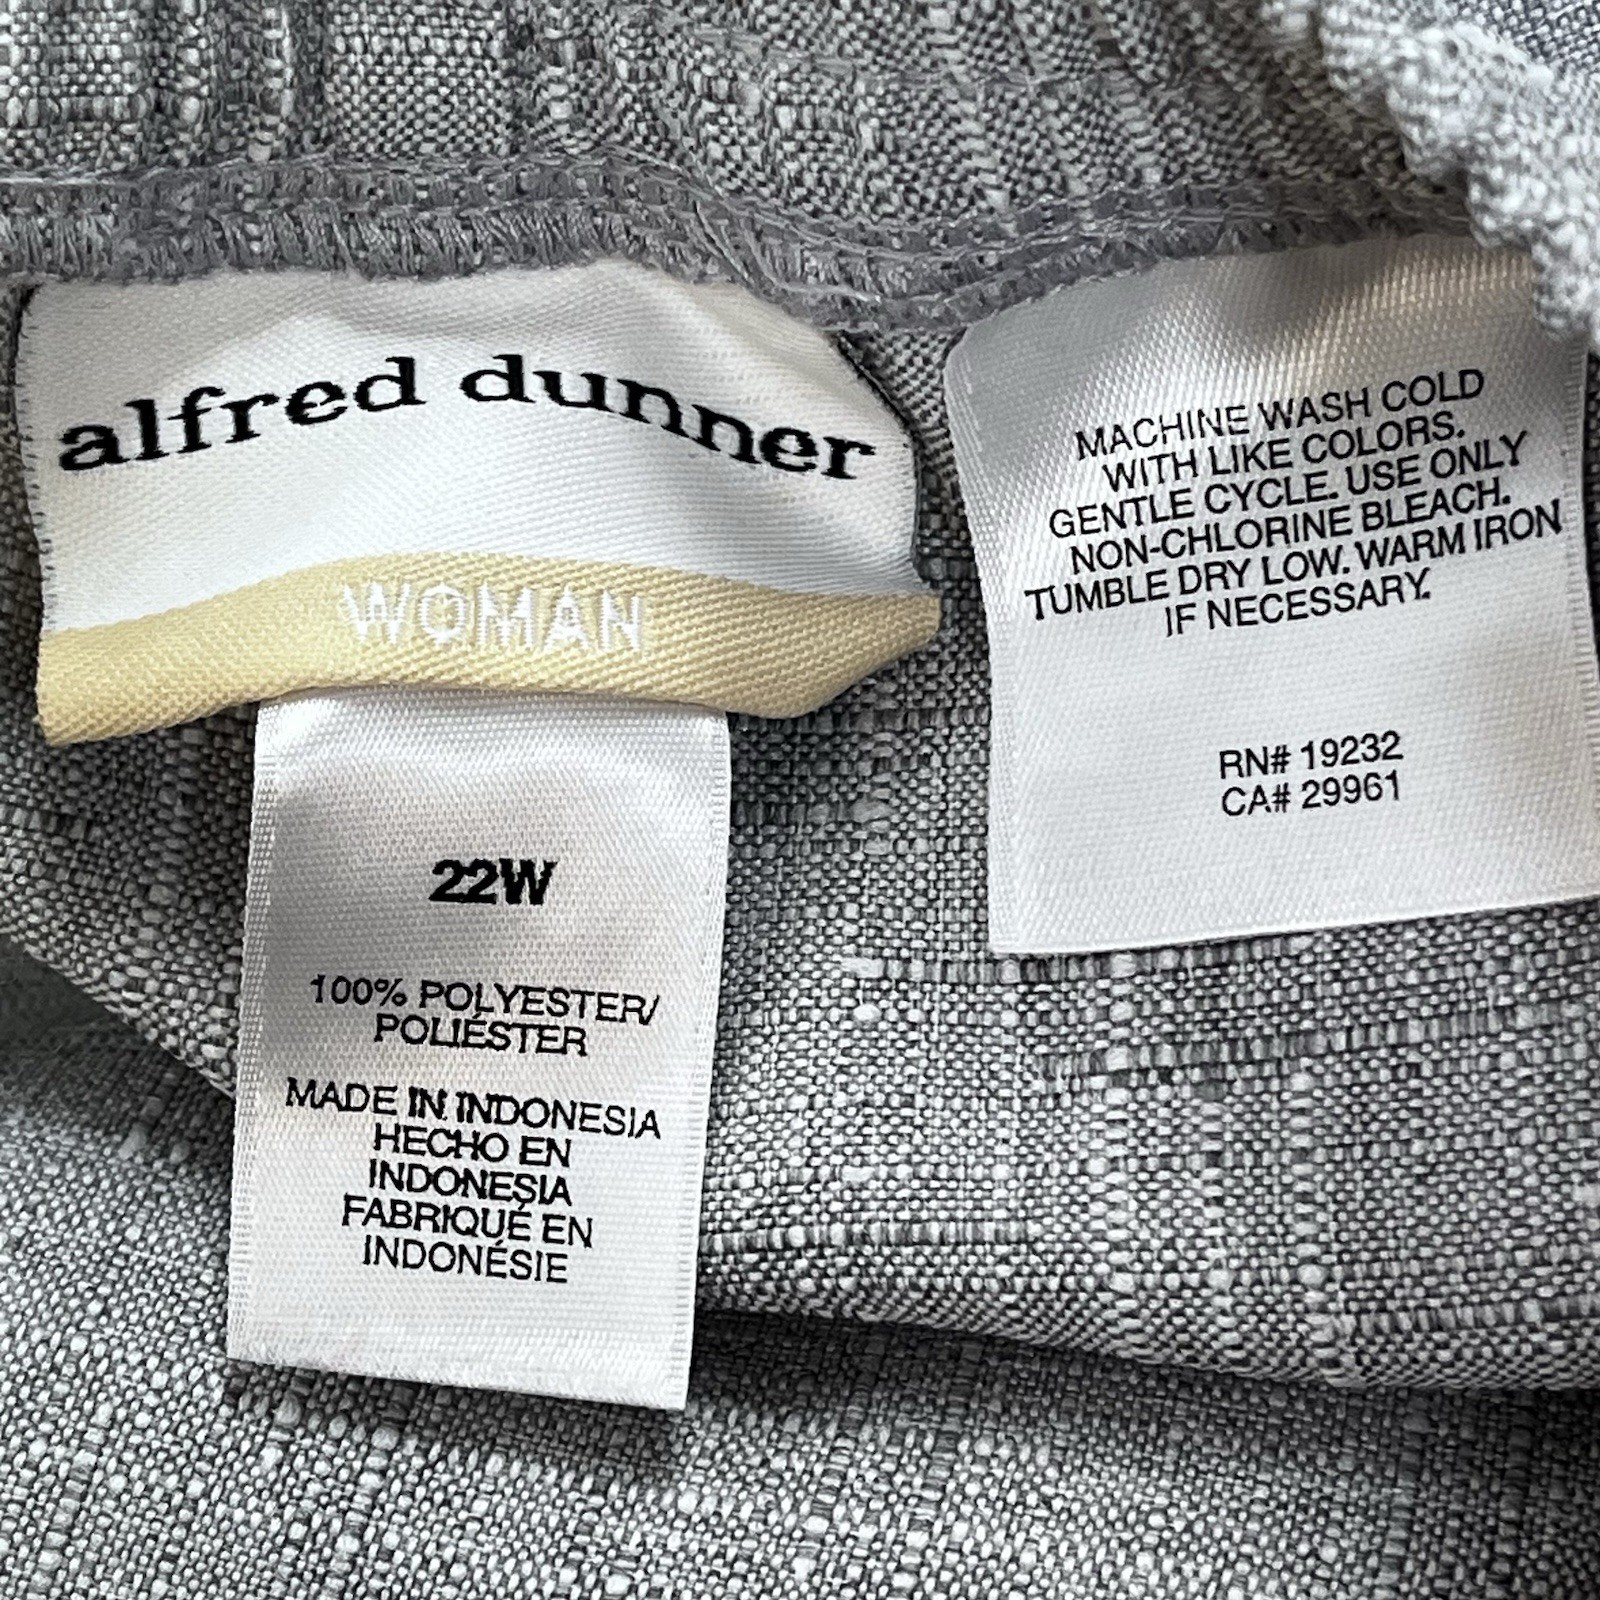 alfred dunner
WOMAN
22W
100% POLYESTER/
POLIÉSTER
MADE IN INDONESIA
HECHO EN
INDONESIA
FABRIQUÉ EN
INDONÉSIE
MACHINE WASH COLD
WITH LIKE COLORS.
GENTLE CYCLE. USE ONLY
NON-CHLORINE BLEACH.
TUMBLE DRY LOW. WARM IRON
IF NECESSARY.
RN# 19232
CA# 29961